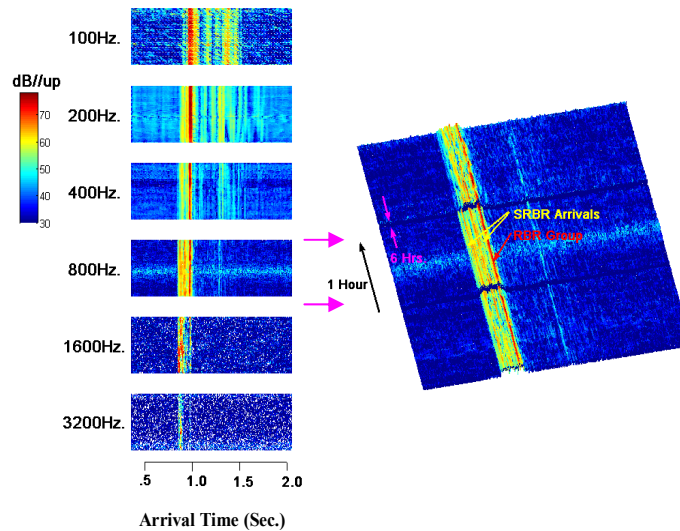 100Hz.
dB//up
70
60
50
40
30
200Hz.
400Hz.
800Hz.
1600Hz.
3200Hz.
.5 1.0 1.5 2.0
Arrival Time (Sec.)
SRBR Arrivals
RBR Group
6 Hrs
1 Hour